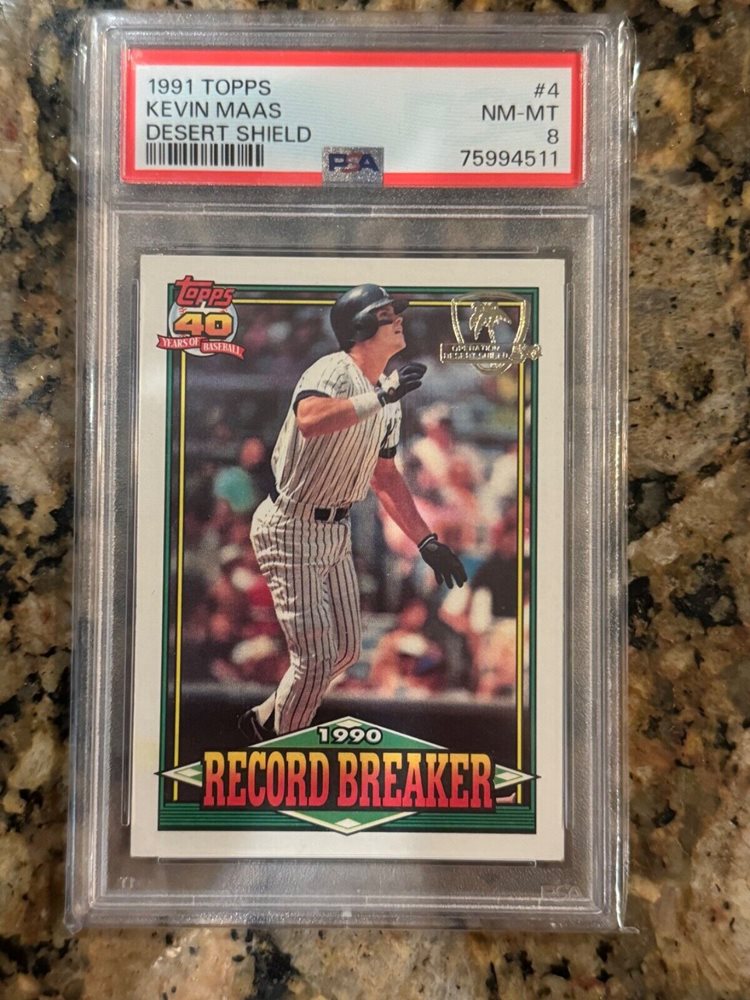 1991 TOPPS #4
KEVIN MAAS NM-MT
DESERT SHIELD 8
PSA 75994511
Topps
40
YEARS OF BASEBALL
OPERATION
DESERT SHIELD
1990
RECORD BREAKER
PSA